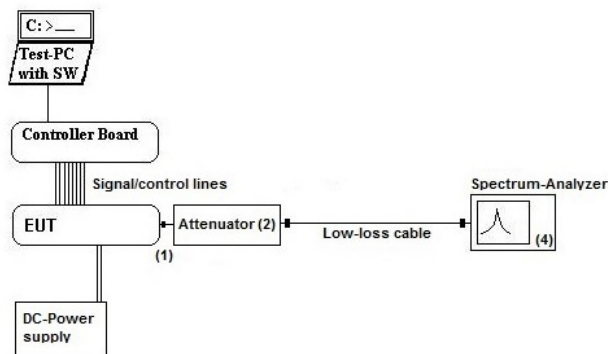 C: >__
Test-PC
with SW
Controller Board
Signal/control lines
Spectrum-Analyzer
EUT
Attenuator (2)
Low-loss cable
(4)
(1)
DC-Power
supply